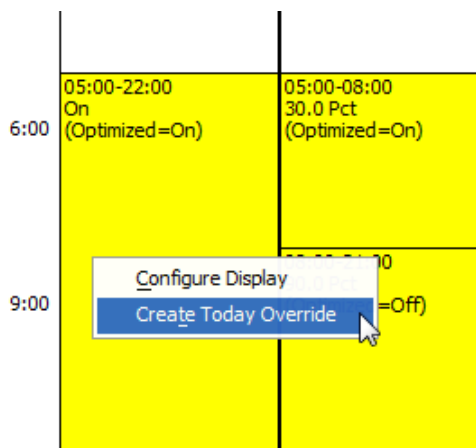 05:00-22:00
On
(Optimized=On)
05:00-08:00
30.0 Pct
(Optimized=On)
6:00
Configure Display
Create Today Override
=Off)
9:00